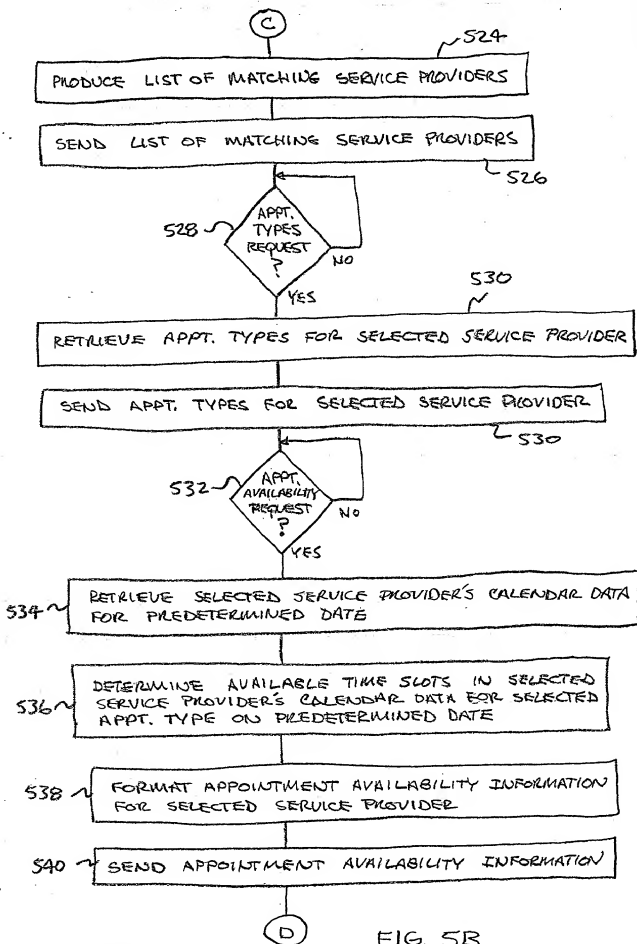 C
524
PRODUCE LIST OF MATCHING SERVICE PROVIDERS
SEND LIST OF MATCHING SERVICE PROVIDERS
526
528
APPT.
TYPES
REQUEST
?
NO
YES
530
RETRIEVE APPT. TYPES FOR SELECTED SERVICE PROVIDER
SEND APPT. TYPES FOR SELECTED SERVICE PROVIDER
530
532
APPT.
AVAILABILITY
REQUEST
?
NO
YES
534
RETRIEVE SELECTED SERVICE PROVIDER'S CALENDAR DATA
FOR PREDETERMINED DATE
536
DETERMINE AVAILABLE TIME SLOTS IN SELECTED
SERVICE PROVIDER'S CALENDAR DATA FOR SELECTED
APPT. TYPE ON PREDETERMINED DATE
538
FORMAT APPOINTMENT AVAILABILITY INFORMATION
FOR SELECTED SERVICE PROVIDER
540
SEND APPOINTMENT AVAILABILITY INFORMATION
D
FIG. 5B